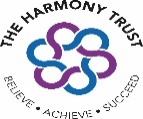 THE HARMONY TRUST
BELIEVE • ACHIEVE • SUCCEED